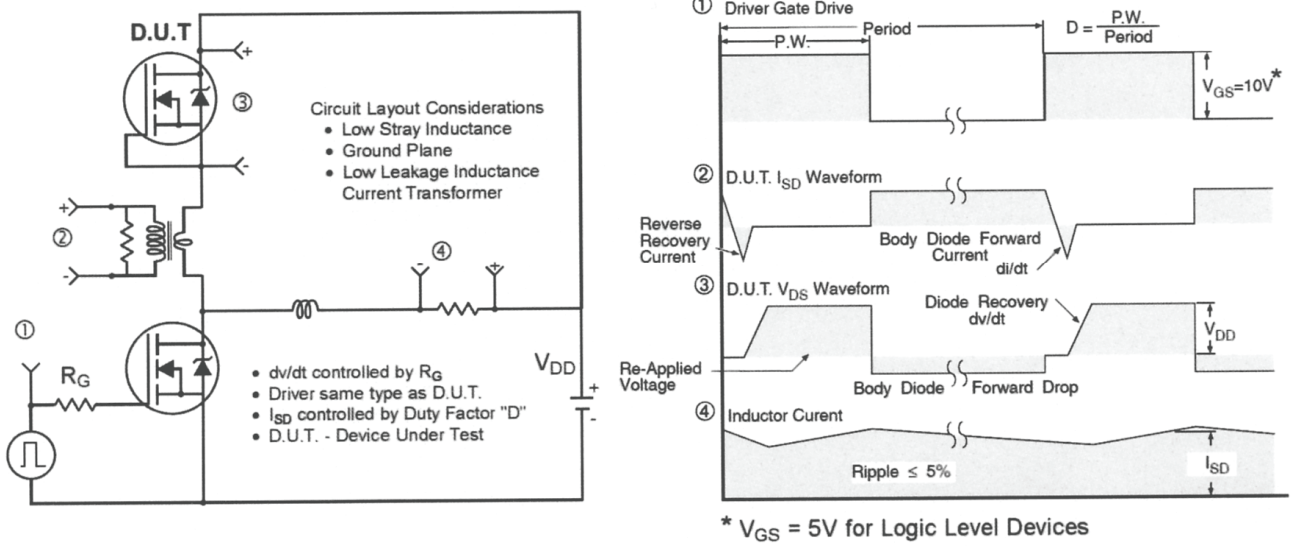 D.U.T
+
③
-
Circuit Layout Considerations
• Low Stray Inductance
• Ground Plane
• Low Leakage Inductance
Current Transformer
+
②
-
④
- +
①
R_G
V_DD
+
-
• dv/dt controlled by R_G
• Driver same type as D.U.T.
• I_SD controlled by Duty Factor "D"
• D.U.T. - Device Under Test
① Driver Gate Drive
P.W.
Period
D = P.W. / Period
V_GS=10V*
② D.U.T. I_SD Waveform
Reverse
Recovery
Current
Body Diode Forward
Current
di/dt
③ D.U.T. V_DS Waveform
Diode Recovery
dv/dt
V_DD
Re-Applied
Voltage
Body Diode Forward Drop
④ Inductor Curent
Ripple ≤ 5%
I_SD
* V_GS = 5V for Logic Level Devices